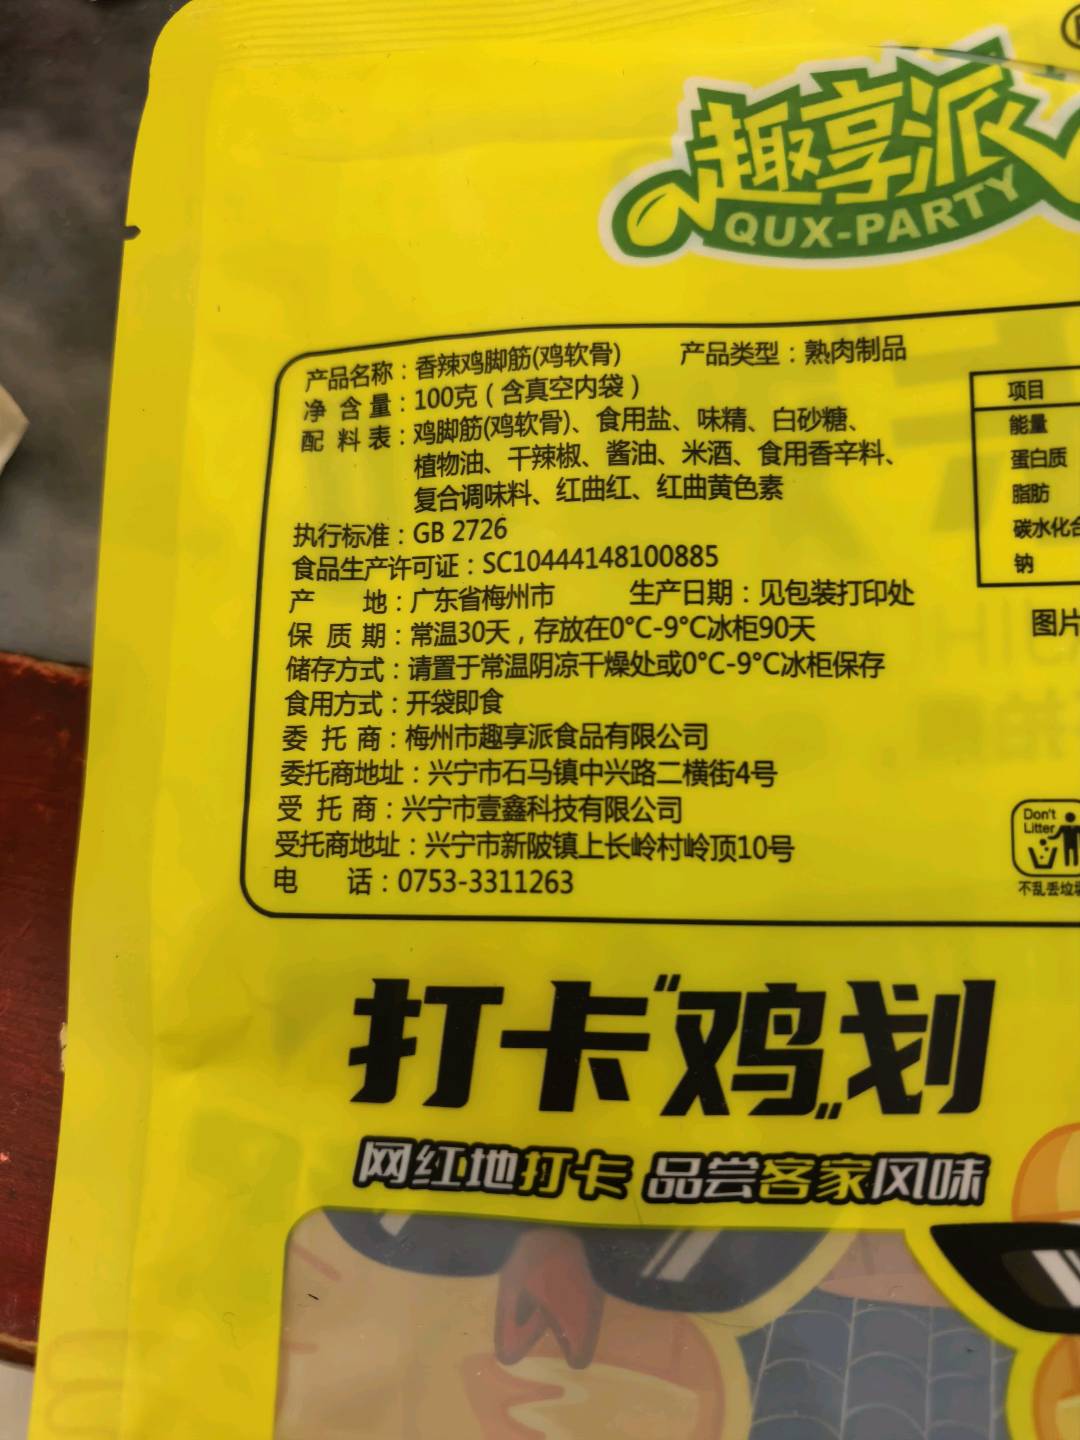 趣享派
QUX-PARTY
产品名称：香辣鸡脚筋(鸡软骨) 产品类型：熟肉制品
净含量：100克（含真空内袋）
配料表：鸡脚筋(鸡软骨)、食用盐、味精、白砂糖、
植物油、干辣椒、酱油、米酒、食用香辛料、
复合调味料、红曲红、红曲黄色素
执行标准：GB 2726
食品生产许可证：SC10444148100885
产地：广东省梅州市 生产日期：见包装打印处
保质期：常温30天，存放在0°C-9°C冰柜90天
储存方式：请置于常温阴凉干燥处或0°C-9°C冰柜保存
食用方式：开袋即食
委托商：梅州市趣享派食品有限公司
委托商地址：兴宁市石马镇中兴路二横街4号
受托商：兴宁市壹鑫科技有限公司
受托商地址：兴宁市新陂镇上长岭村岭顶10号
电话：0753-3311263
项目
能量
蛋白质
脂肪
碳水化合
钠
图片
Don't
Litter
不乱丢垃圾
打卡“鸡”划
网红地打卡 品尝客家风味